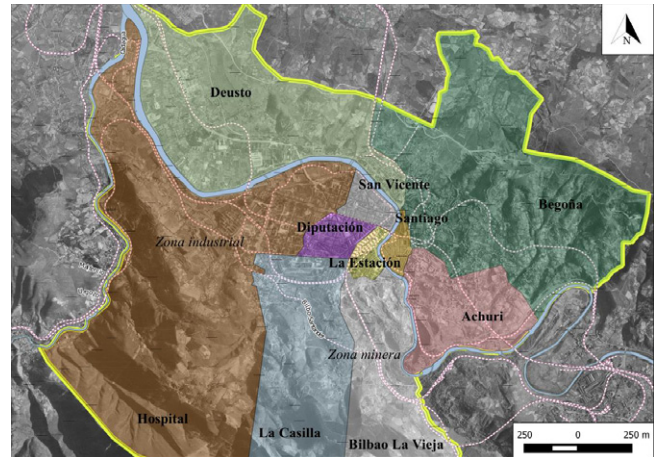 N
Deusto
San Vicente
Santiago
Begoña
Diputación
Zona industrial
La Estación
Achuri
Zona minera
Hospital
La Casilla
Bilbao La Vieja
250 0 250 m